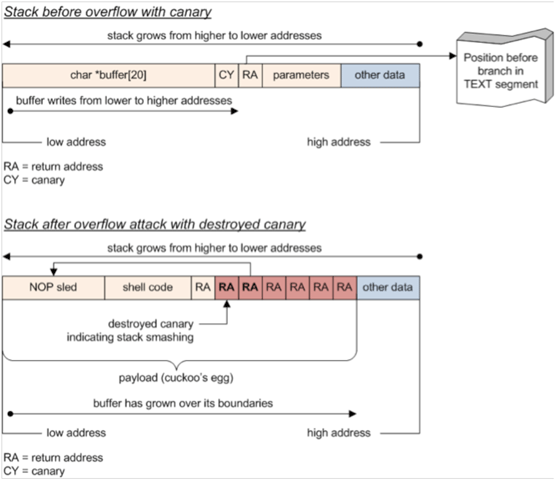 Stack before overflow with canary
stack grows from higher to lower addresses
char *buffer[20] CY RA parameters other data
Position before
branch in
TEXT segment
buffer writes from lower to higher addresses
low address high address
RA = return address
CY = canary
Stack after overflow attack with destroyed canary
stack grows from higher to lower addresses
NOP sled shell code RA RA RA RA RA RA RA other data
destroyed canary
indicating stack smashing
payload (cuckoo's egg)
buffer has grown over its boundaries
low address high address
RA = return address
CY = canary